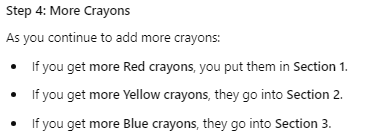 Step 4: More Crayons
As you continue to add more crayons:
• If you get more Red crayons, you put them in Section 1.
• If you get more Yellow crayons, they go into Section 2.
• If you get more Blue crayons, they go into Section 3.